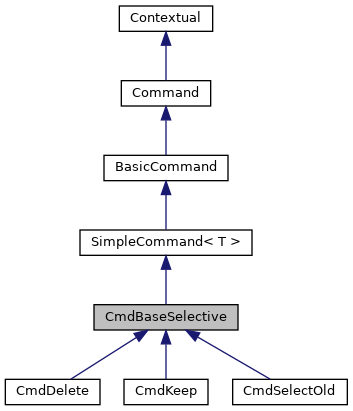 Contextual
Command
BasicCommand
SimpleCommand< T >
CmdBaseSelective
CmdDelete
CmdKeep
CmdSelectOld